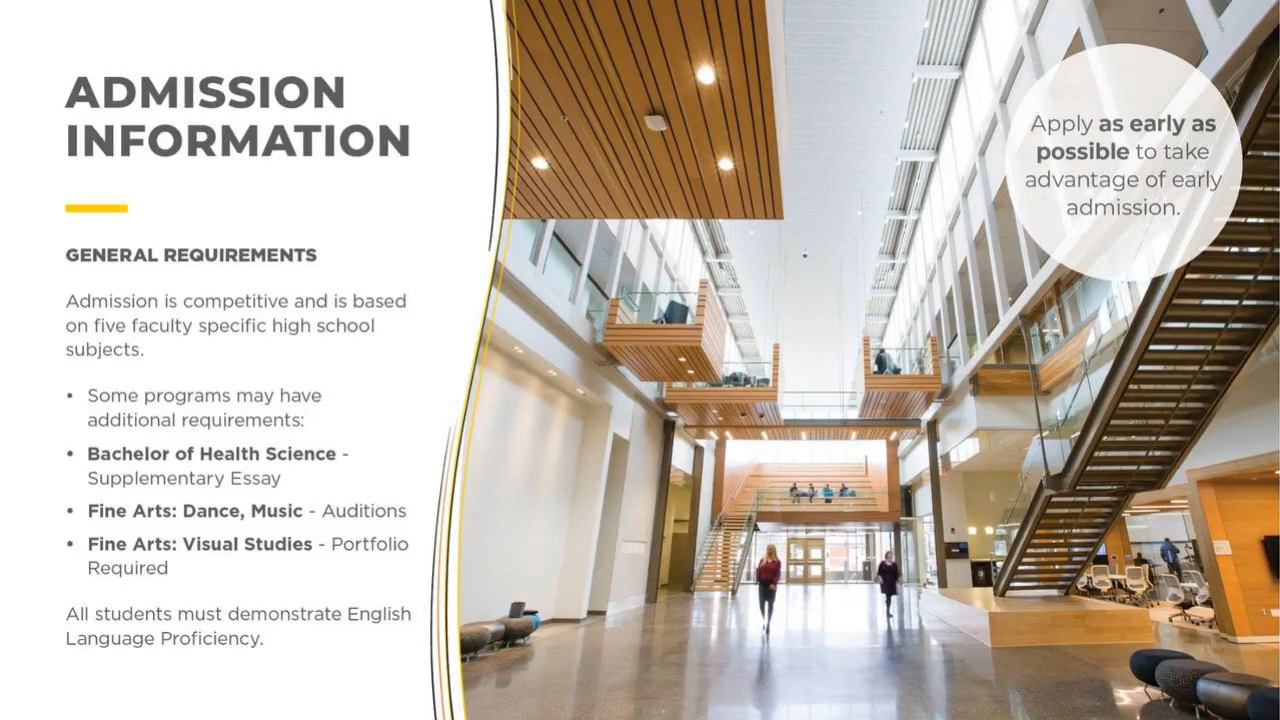 ADMISSION
INFORMATION
GENERAL REQUIREMENTS
Admission is competitive and is based
on five faculty specific high school
subjects.
• Some programs may have
additional requirements:
• Bachelor of Health Science -
Supplementary Essay
• Fine Arts: Dance, Music - Auditions
• Fine Arts: Visual Studies - Portfolio
Required
All students must demonstrate English
Language Proficiency.
Apply as early as
possible to take
advantage of early
admission.